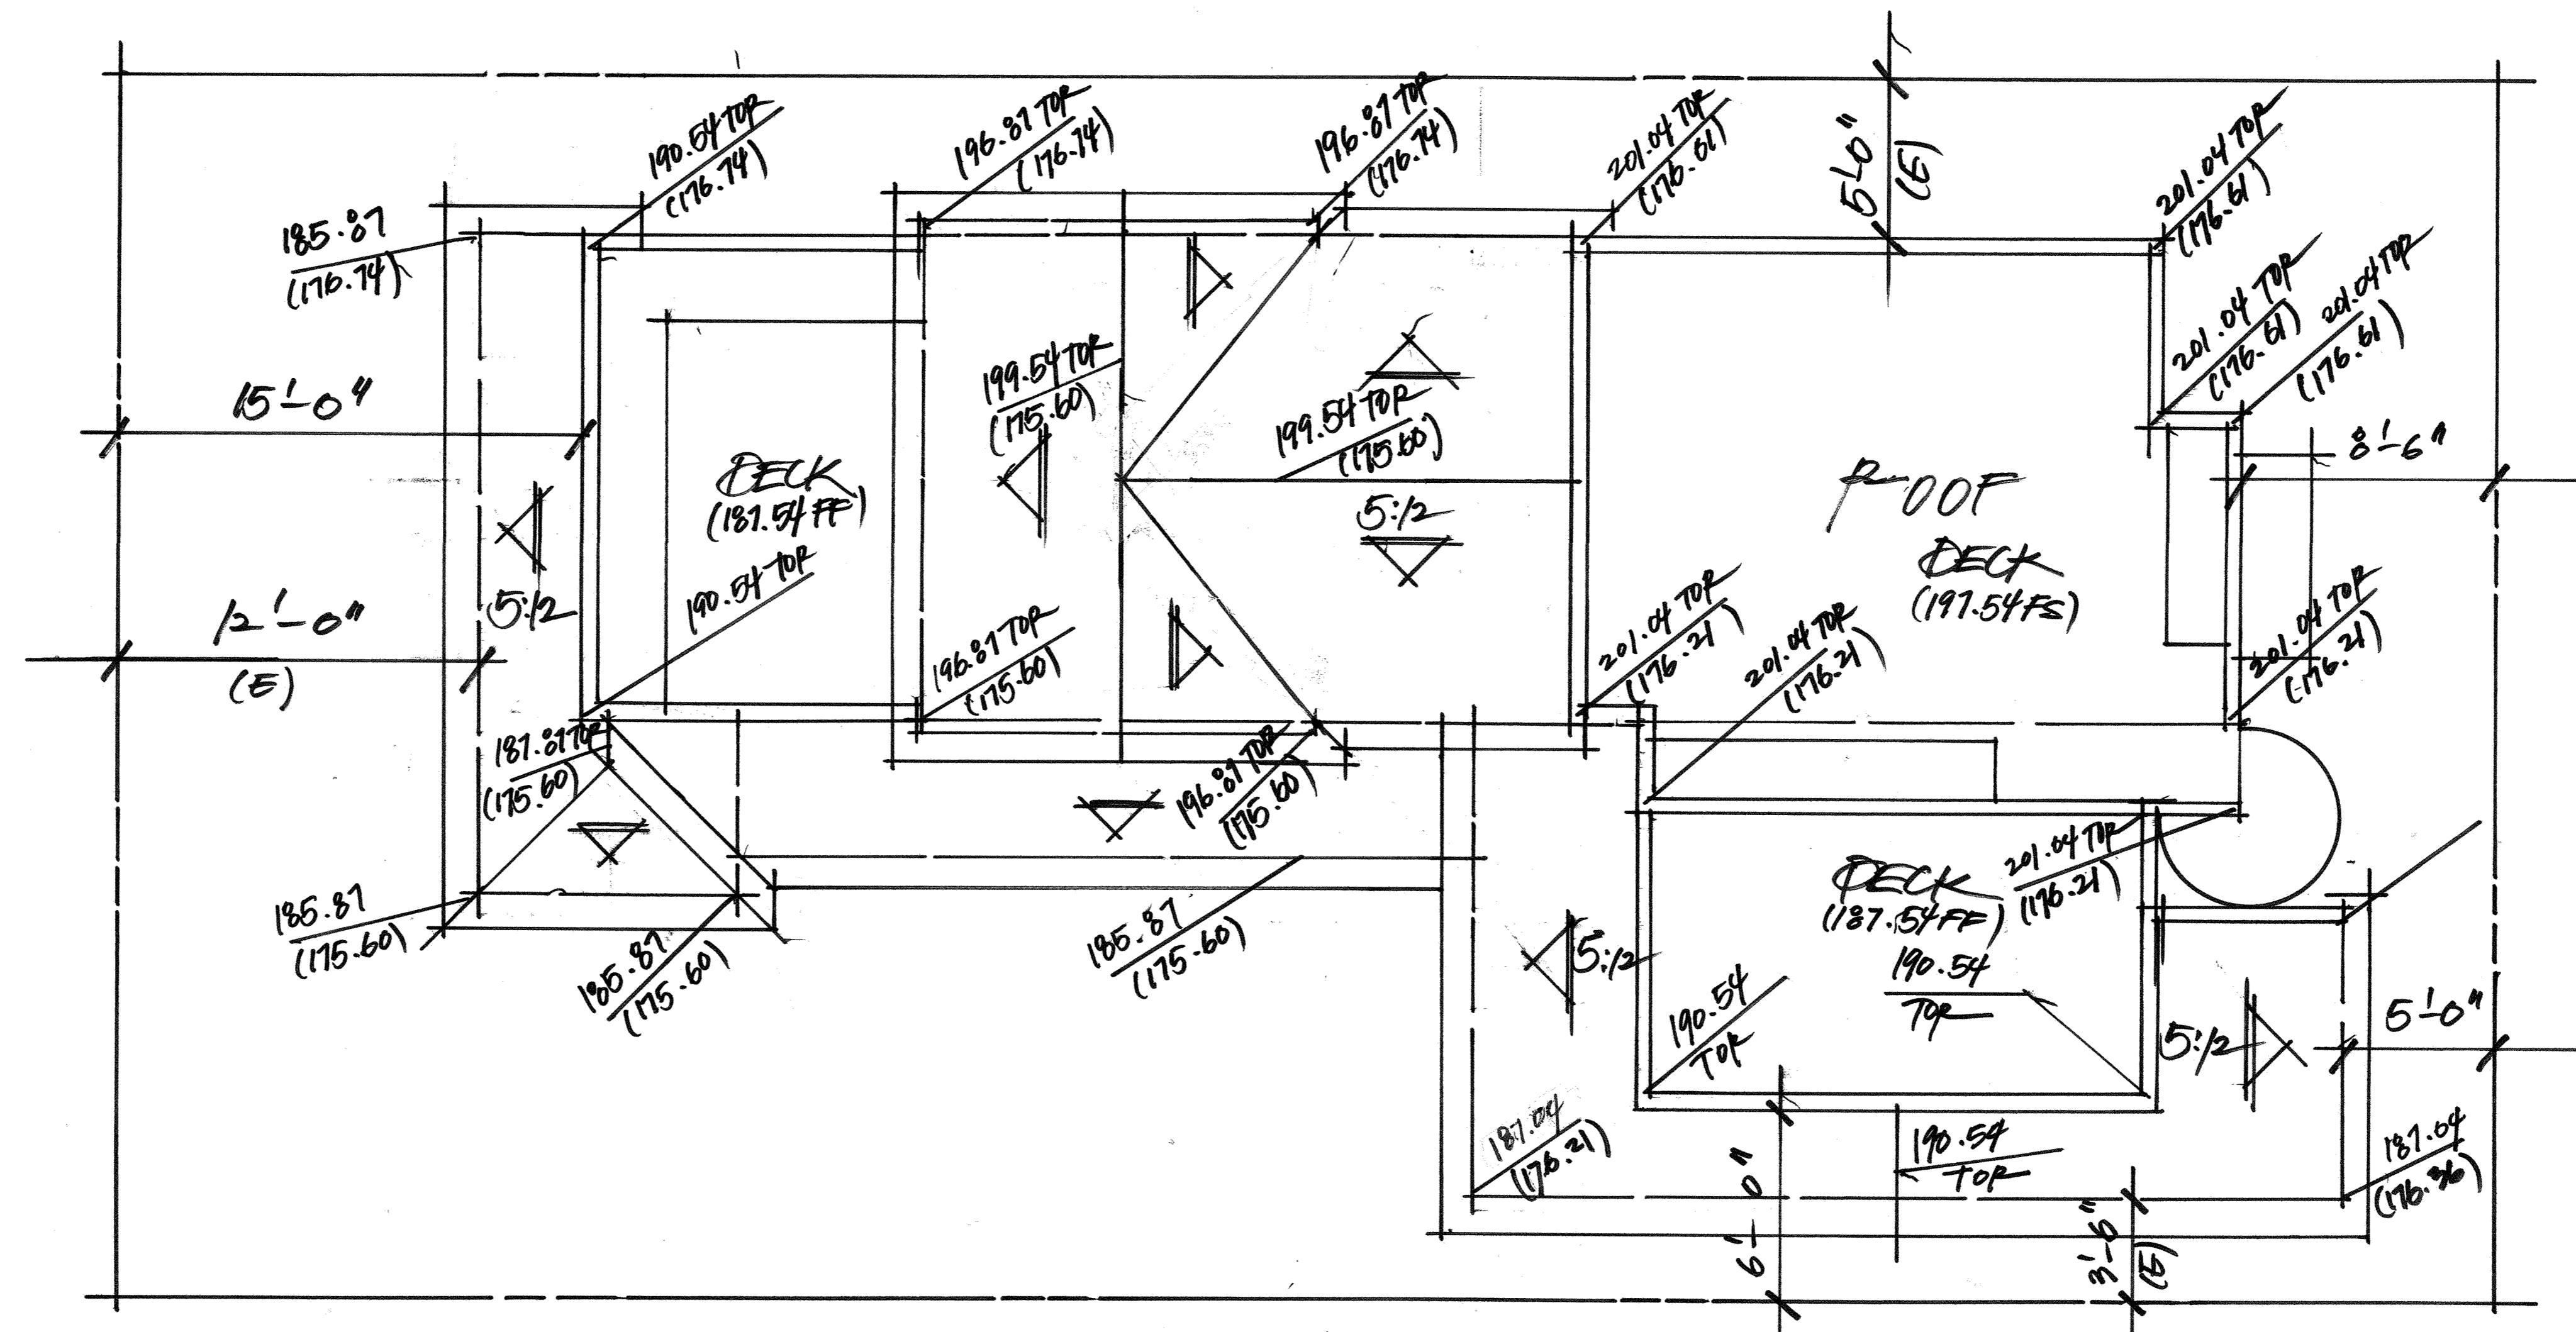 190.54 TOP
(176.74)
196.87 TOP
(176.74)
196.87 TOP
(176.74)
201.04 TOP
(176.61)
5'-0"
(E)
201.04 TOP
(176.61)
185.87
(176.74)
201.04 TOP
(176.61)
201.04 TOP
(176.61)
15'-0"
199.54 TOP
(175.60)
199.54 TOP
(175.60)
8'-6"
DECK
(187.54 FF)
5:12
ROOF
DECK
(197.54 FS)
190.54 TOP
5:12
12'-0"
(E)
196.87 TOP
(175.60)
201.04 TOP
(176.21)
201.04 TOP
(176.21)
201.04 TOP
(176.21)
187.87 TOP
(175.60)
196.87 TOP
(175.60)
201.04 TOP
(176.21)
DECK
(187.54 FF)
190.54
TOP
185.87
(175.60)
185.87
(175.60)
185.87
(175.60)
5:12
190.54
TOP
5:12
5'-0"
187.04
(176.21)
190.54
TOP
187.04
(176.36)
6'-0"
3'-6"
(E)